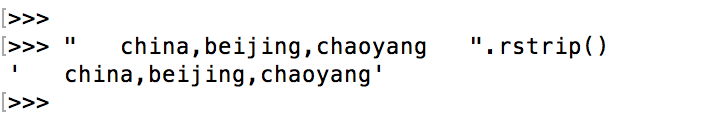 [>>>
[>>> "   china,beijing,chaoyang   ".rstrip()
'   china,beijing,chaoyang'
[>>>